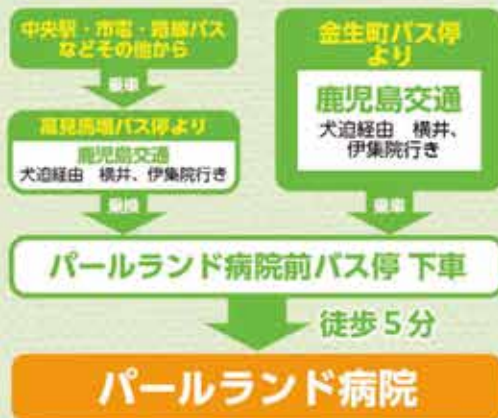 中央駅・市電・路線バス
などその他から
乗車
高見馬場バス停より
鹿児島交通
犬迫経由　横井、伊集院行き
乗換
金生町バス停
より
鹿児島交通
犬迫経由　横井、
伊集院行き
乗車
パールランド病院前バス停 下車
徒歩５分
パールランド病院